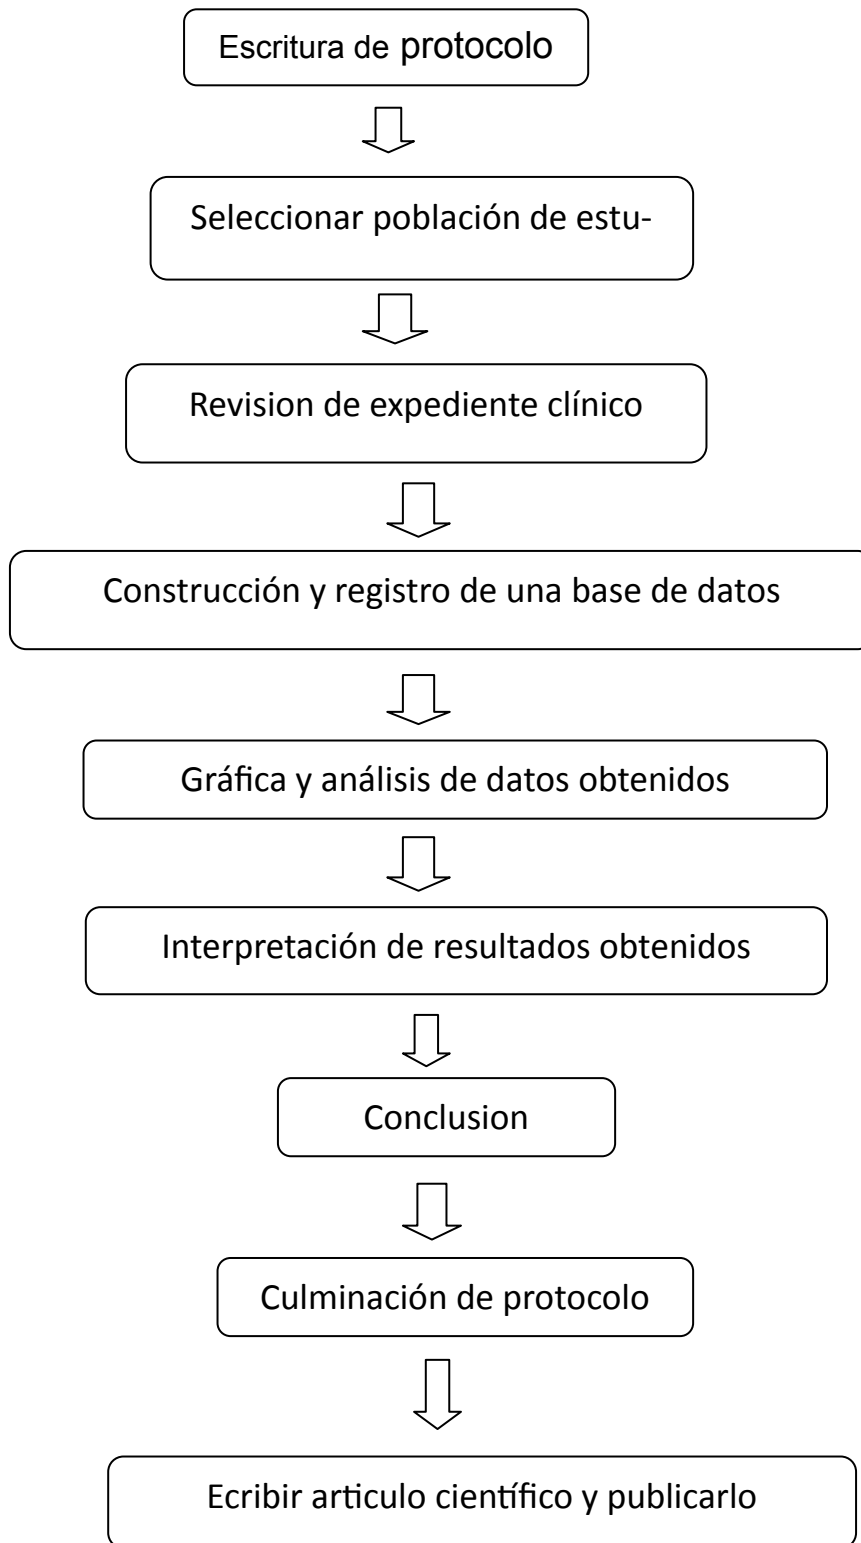 Escritura de protocolo
Seleccionar población de estu-
Revision de expediente clínico
Construcción y registro de una base de datos
Gráfica y análisis de datos obtenidos
Interpretación de resultados obtenidos
Conclusion
Culminación de protocolo
Ecribir articulo científico y publicarlo